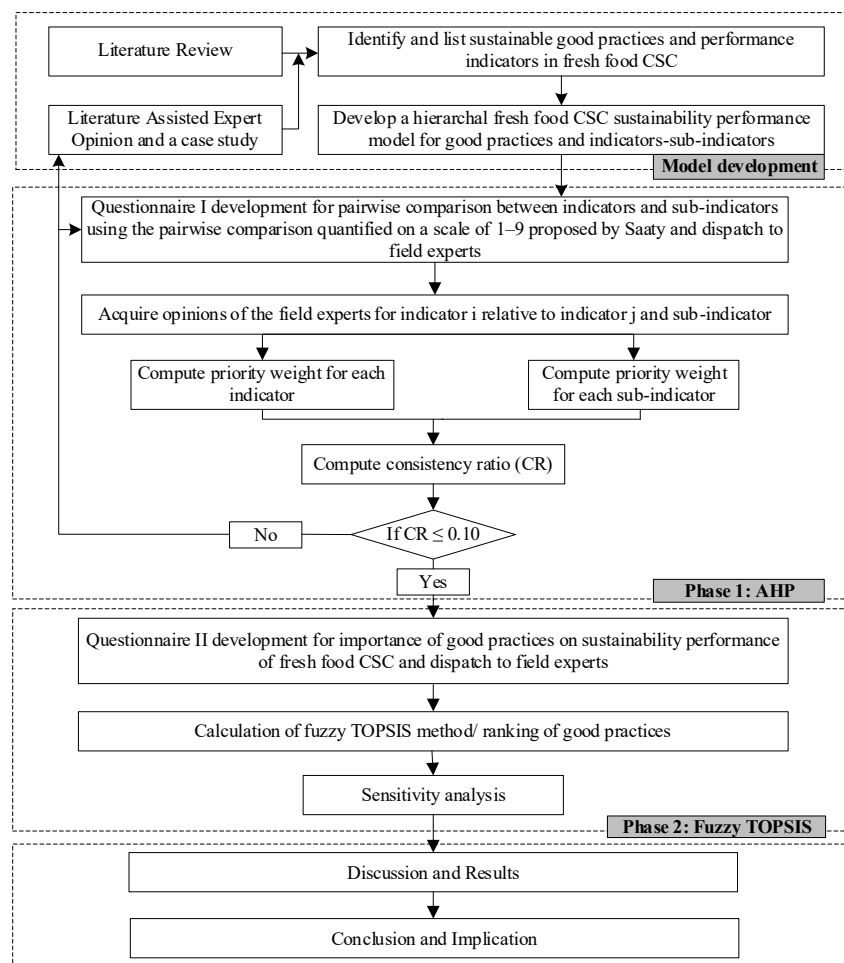 Literature Review
Identify and list sustainable good practices and performance
indicators in fresh food CSC
Literature Assisted Expert
Opinion and a case study
Develop a hierarchal fresh food CSC sustainability performance
model for good practices and indicators-sub-indicators
Model development
Questionnaire I development for pairwise comparison between indicators and sub-indicators
using the pairwise comparison quantified on a scale of 1–9 proposed by Saaty and dispatch to
field experts
Acquire opinions of the field experts for indicator i relative to indicator j and sub-indicator
Compute priority weight for each
indicator
Compute priority weight
for each sub-indicator
Compute consistency ratio (CR)
If CR ≤ 0.10
No
Yes
Phase 1: AHP
Questionnaire II development for importance of good practices on sustainability performance
of fresh food CSC and dispatch to field experts
Calculation of fuzzy TOPSIS method/ ranking of good practices
Sensitivity analysis
Phase 2: Fuzzy TOPSIS
Discussion and Results
Conclusion and Implication